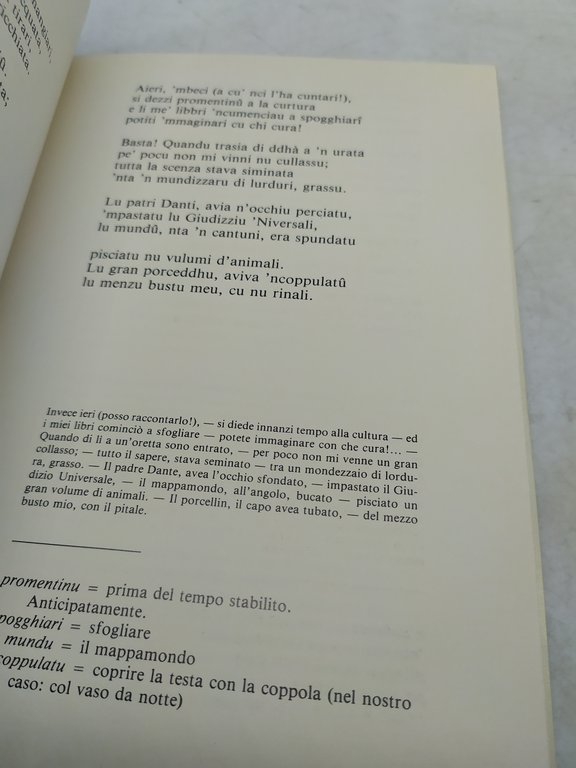 nangiari,
quata.
tirari,
icchiata.
û.
ta;
Aieri, 'mbeci (a cu' nci l'ha cuntari!),
si dezzi promentinû a la curtura
e li me' libbri 'ncumenciau a spogghiarî
potiti 'mmaginari cu chi cura!
Basta! Quandu trasia di ddhà a 'n urata
pe' pocu non mi vinni nu cullassu;
tutta la scenza stava siminata
'nta 'n mundizzaru di lurduri, grassu.
Lu patri Danti, avia n'occhiu perciatu,
'mpastatu lu Giudizziu 'Niversali,
lu mundû, nta 'n cantuni, era spundatu
pisciatu nu vulumi d'animali.
Lu gran porceddhu, aviva 'ncoppulatû
lu menzu bustu meu, cu nu rinali.
Invece ieri (posso raccontarlo!), — si diede innanzi tempo alla cultura — ed
i miei libri cominciò a sfogliare — potete immaginare con che cura!... —
Quando di lì a un'oretta sono entrato, — per poco non mi venne un gran
collasso; — tutto il sapere, stava seminato — tra un mondezzaio di lordu-
ra, grasso. — Il padre Dante, avea l'occhio sfondato, — impastato il Giu-
dizio Universale, — il mappamondo, all'angolo, bucato — pisciato un
gran volume di animali. — Il porcellin, il capo avea tubato, — del mezzo
busto mio, con il pitale.
promentinu = prima del tempo stabilito.
Anticipatamente.
pogghiari = sfogliare
mundu = il mappamondo
coppulatu = coprire la testa con la coppola (nel nostro
caso: col vaso da notte)